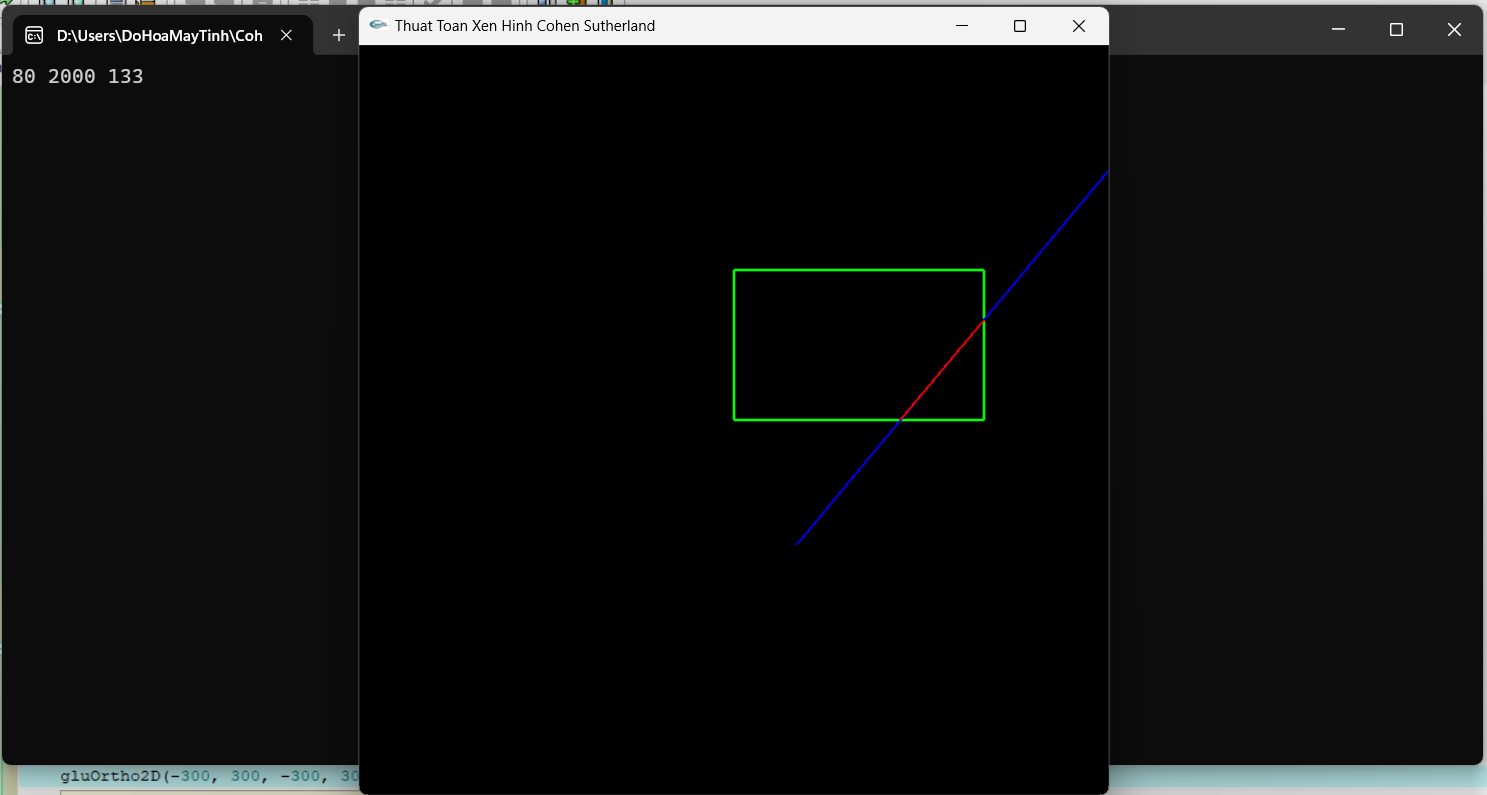 D:\Users\DoHoaMayTinh\Coh
Thuat Toan Xen Hinh Cohen Sutherland
80 2000 133
gluOrtho2D(-300, 300, -300, 30